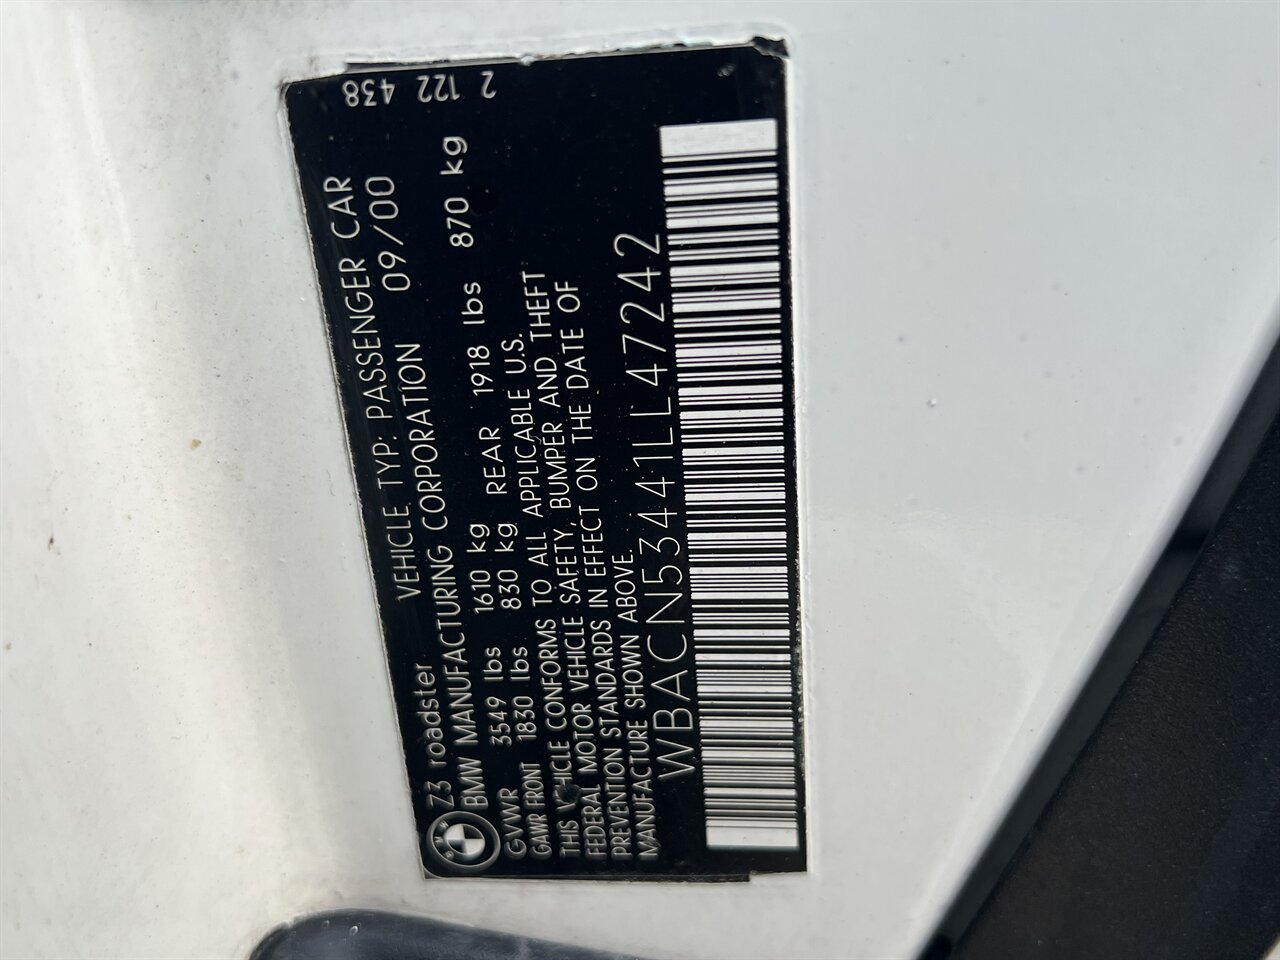 2 122 438
Z3 roadster VEHICLE TYP: PASSENGER CAR
BMW MANUFACTURING CORPORATION 09/00
GVWR 3549 lbs 1610 kg
GAWR FRONT 1830 lbs 830 kg REAR 1918 lbs 870 kg
THIS VEHICLE CONFORMS TO ALL APPLICABLE U.S.
FEDERAL MOTOR VEHICLE SAFETY, BUMPER AND THEFT
PREVENTION STANDARDS IN EFFECT ON THE DATE OF
MANUFACTURE SHOWN ABOVE.
WBACN53441LL47242
BMW